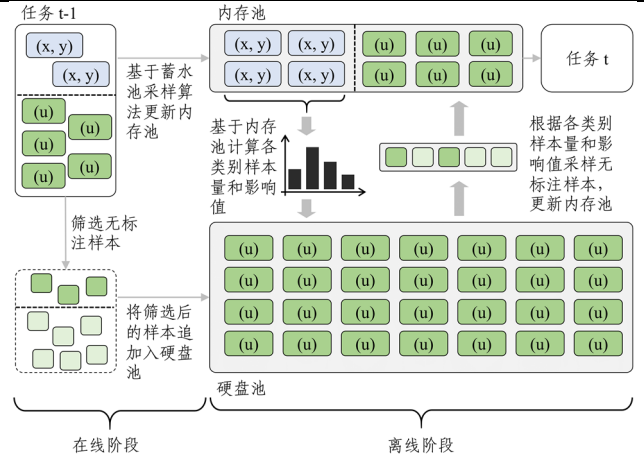 任务 t-1
内存池
(x, y)
(x, y)
(u)
(u)
(u)
(u)
(u)
基于蓄水
池采样算
法更新内
存池
(x, y) (x, y) (u) (u) (u)
(x, y) (x, y) (u) (u) (u)
任务 t
基于内存
池计算各
类别样本
量和影响
值
根据各类别
样本量和影
响值采样无
标注样本，
更新内存池
筛选无标
注样本
将筛选后
的样本追
加入硬盘
池
(u) (u) (u) (u) (u) (u) (u)
(u) (u) (u) (u) (u) (u) (u)
(u) (u) (u) (u) (u) (u) (u)
(u) (u) (u) (u) (u) (u) (u)
硬盘池
在线阶段
离线阶段